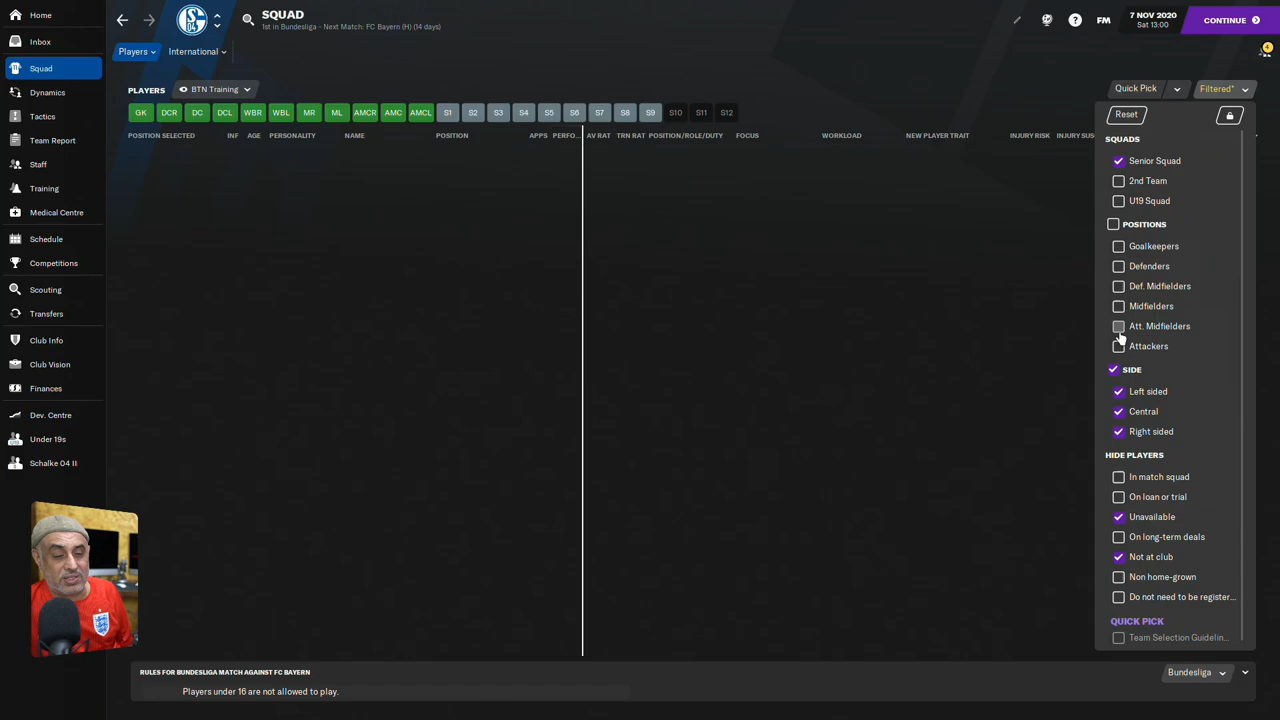 Home
Inbox
Squad
Dynamics
Tactics
Team Report
Staff
Training
Medical Centre
Schedule
Competitions
Scouting
Transfers
Club Info
Club Vision
Finances
Dev. Centre
Under 19s
Schalke 04 II
SQUAD
1st in Bundesliga - Next Match: FC Bayern (H) (14 days)
FM
7 NOV 2020
Sat 13:00
CONTINUE
Players
International
PLAYERS
BTN Training
Quick Pick
Filtered*
GK DCR DC DCL WBR WBL MR ML AMCR AMC AMCL S1 S2 S3 S4 S5 S6 S7 S8 S9 S10 S11 S12
POSITION SELECTED INF AGE PERSONALITY NAME POSITION APPS PERFO... AV RAT TRN RAT POSITION/ROLE/DUTY FOCUS WORKLOAD NEW PLAYER TRAIT INJURY RISK INJURY SUS
Reset
SQUADS
Senior Squad
2nd Team
U19 Squad
POSITIONS
Goalkeepers
Defenders
Def. Midfielders
Midfielders
Att. Midfielders
Attackers
SIDE
Left sided
Central
Right sided
HIDE PLAYERS
In match squad
On loan or trial
Unavailable
On long-term deals
Not at club
Non home-grown
Do not need to be register...
QUICK PICK
Team Selection Guidelin...
RULES FOR BUNDESLIGA MATCH AGAINST FC BAYERN
Bundesliga
Players under 16 are not allowed to play.